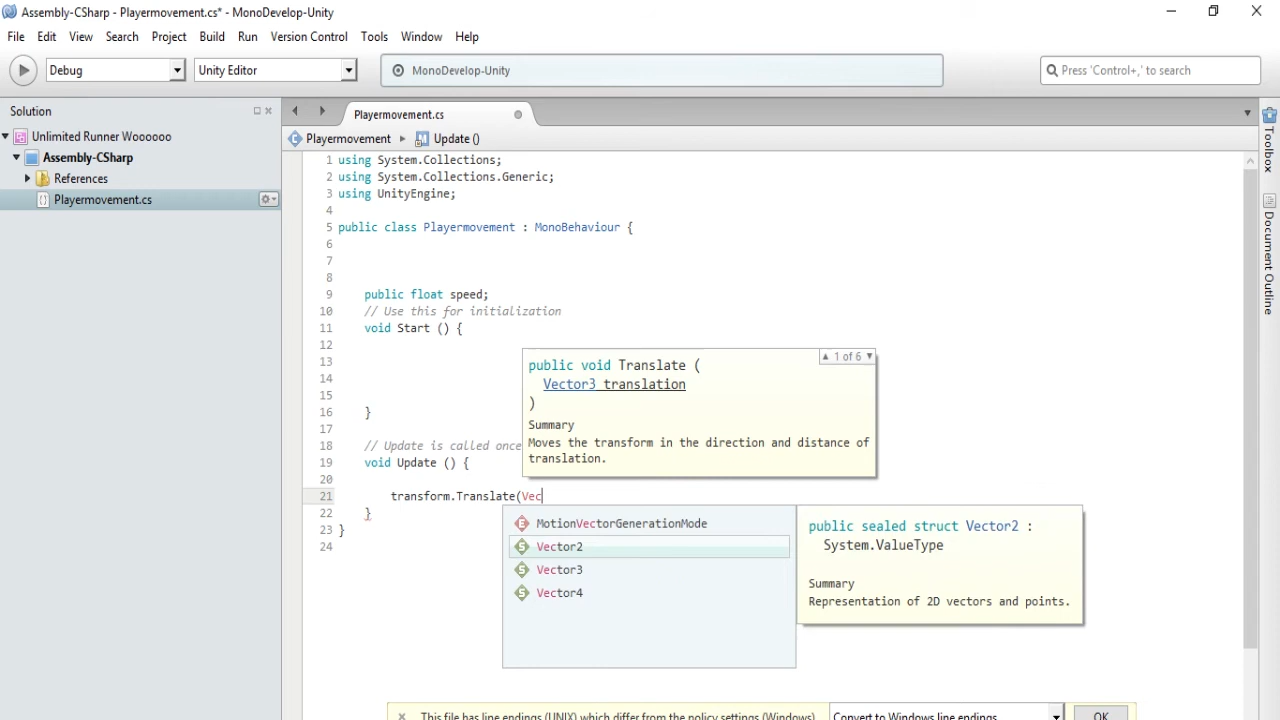 Assembly-CSharp - Playermovement.cs* - MonoDevelop-Unity
File Edit View Search Project Build Run Version Control Tools Window Help
Debug Unity Editor MonoDevelop-Unity Press 'Control+,' to search
Solution
Playermovement.cs
Unlimited Runner Woooooo
Playermovement Update ()
Assembly-CSharp
References
Playermovement.cs
Toolbox
Document Outline
1 using System.Collections;
2 using System.Collections.Generic;
3 using UnityEngine;
4
5 public class Playermovement : MonoBehaviour {
6
7
8
9 public float speed;
10 // Use this for initialization
11 void Start () {
12
13
14
15
16 }
17
18 // Update is called once
19 void Update () {
20
21 transform.Translate(Vec
22 }
23 }
24
1 of 6
public void Translate (
Vector3 translation
)
Summary
Moves the transform in the direction and distance of
translation.
MotionVectorGenerationMode
Vector2
Vector3
Vector4
public sealed struct Vector2 :
System.ValueType
Summary
Representation of 2D vectors and points.
This file has line endings (UNIX) which differ from the policy settings (Windows). Convert to Windows line endings OK